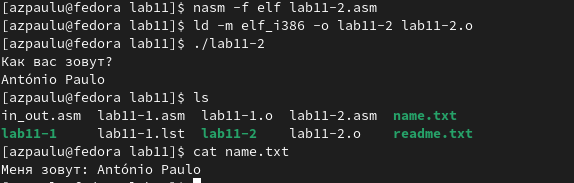 [azpaulu@fedora lab11]$ nasm -f elf lab11-2.asm
[azpaulu@fedora lab11]$ ld -m elf_i386 -o lab11-2 lab11-2.o
[azpaulu@fedora lab11]$ ./lab11-2
Как вас зовут?
António Paulo
[azpaulu@fedora lab11]$ ls
in_out.asm lab11-1.asm lab11-1.o lab11-2.asm name.txt
lab11-1 lab11-1.lst lab11-2 lab11-2.o readme.txt
[azpaulu@fedora lab11]$ cat name.txt
Меня зовут: António Paulo